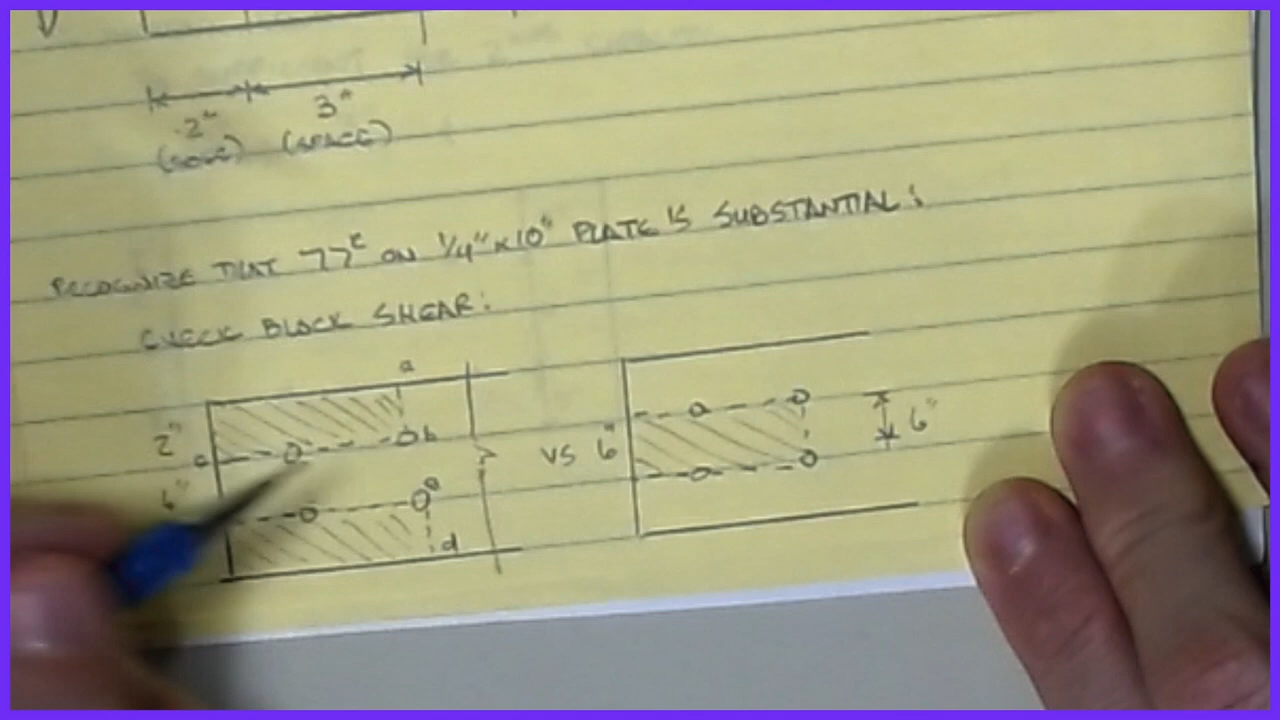 2" 3"
(EDGE) (SPACE)
RECOGNIZE THAT 77ᴷ ON 1/4" x 10" PLATE IS SUBSTANTIAL;
CHECK BLOCK SHEAR:
a
2" b
c VS 6" 6"
6" e
d